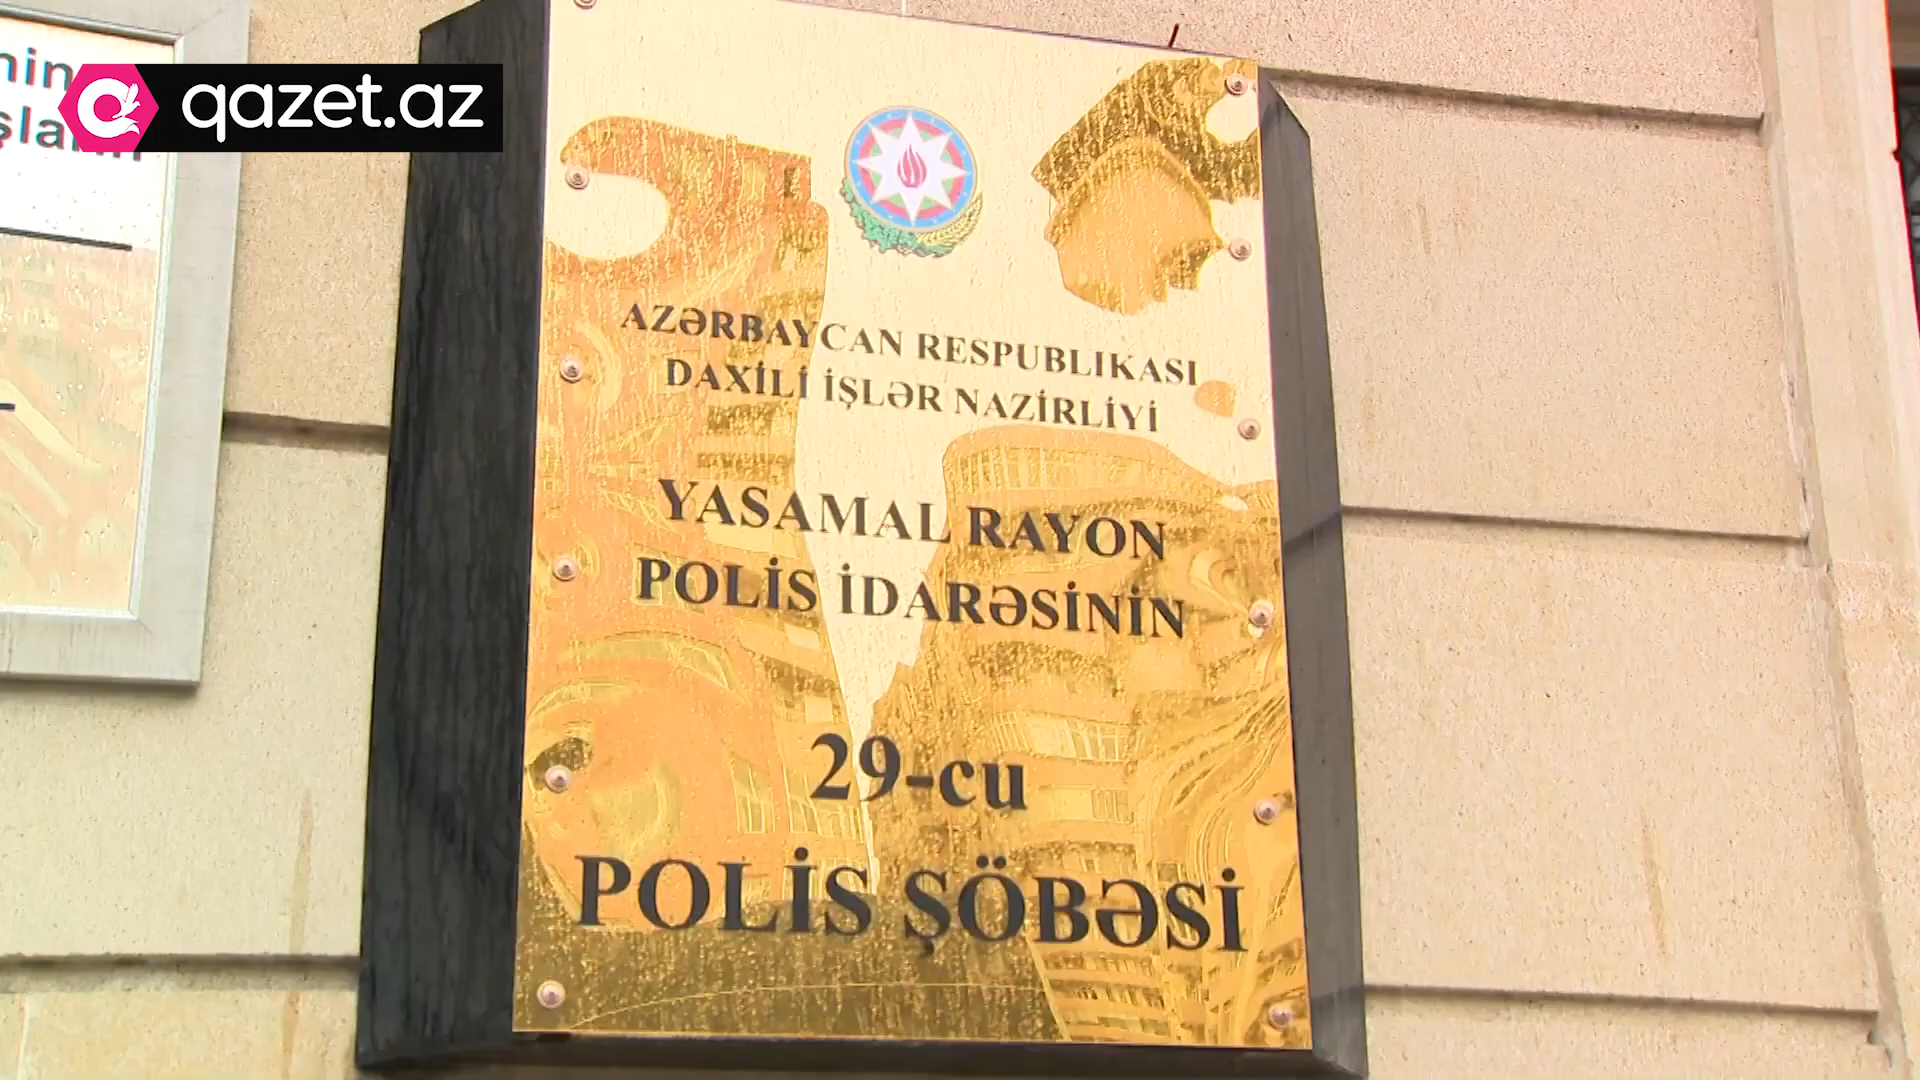 qazet.az
AZƏRBAYCAN RESPUBLIKASI
DAXİLİ İŞLƏR NAZİRLİYİ
YASAMAL RAYON
POLİS İDARƏSİNİN
29-cu
POLİS ŞÖBƏSİ